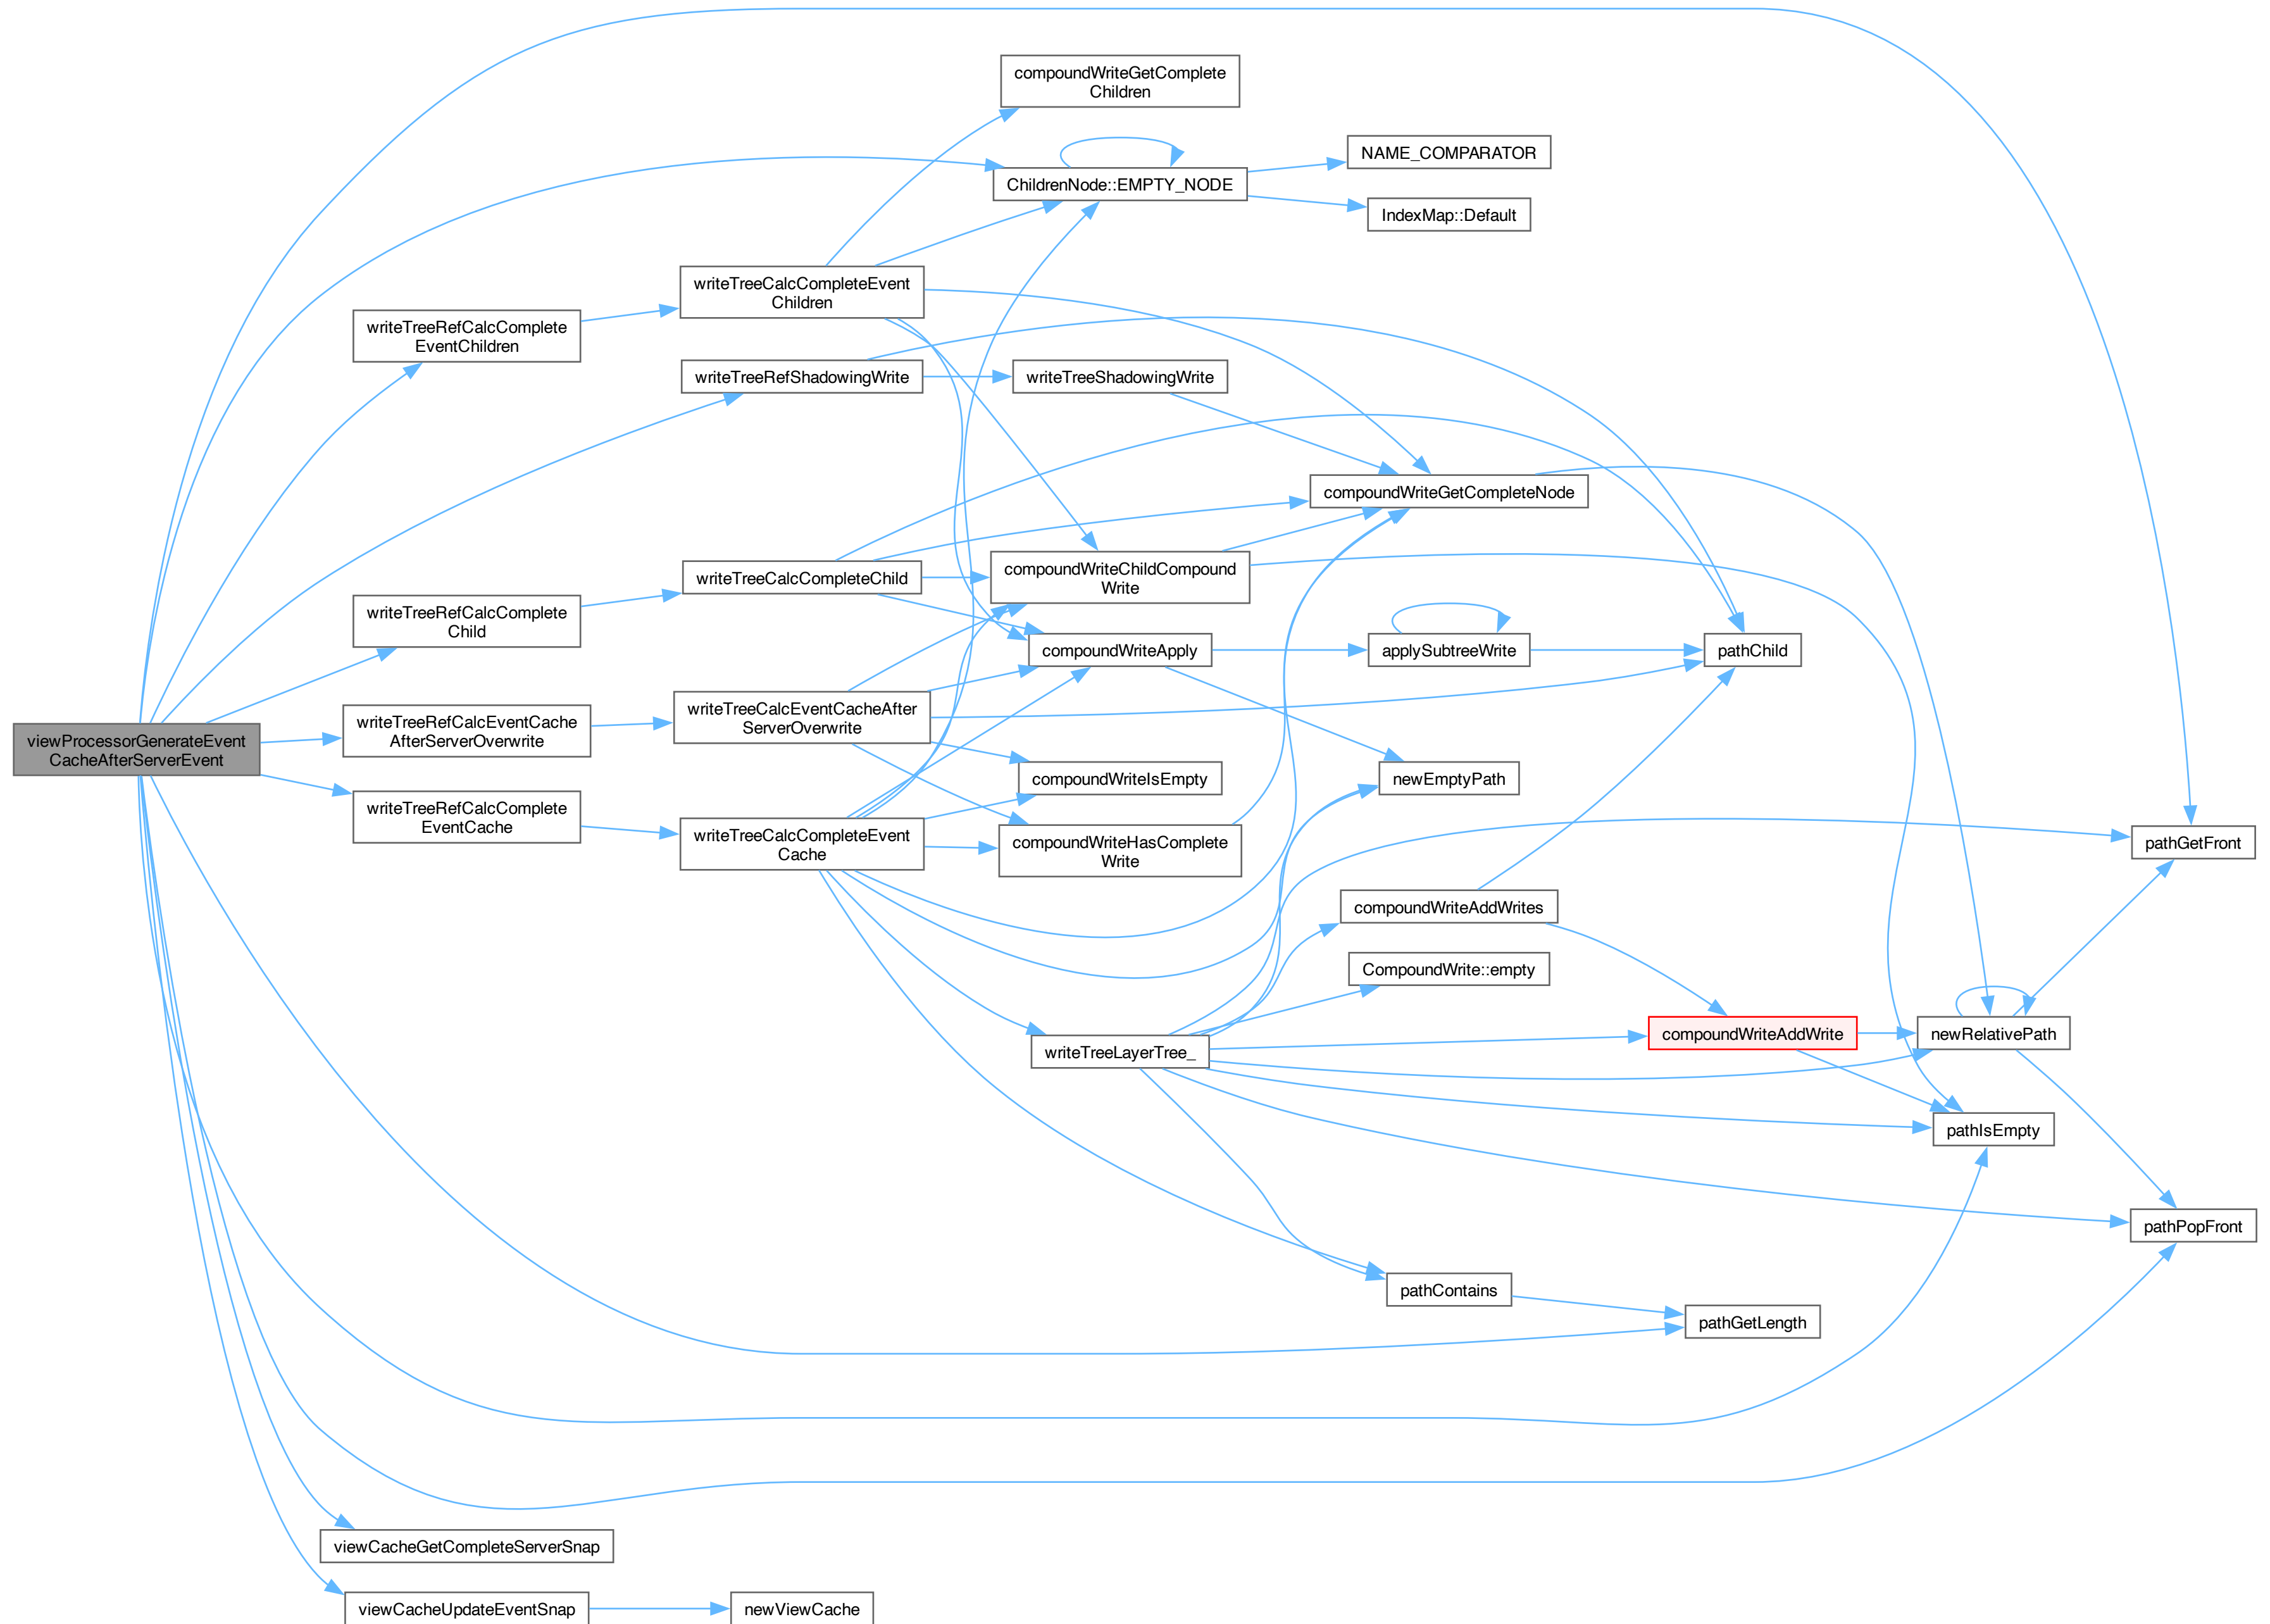 compoundWriteGetComplete
Children
NAME_COMPARATOR
ChildrenNode::EMPTY_NODE
IndexMap::Default
writeTreeCalcCompleteEvent
Children
writeTreeRefCalcComplete
EventChildren
writeTreeRefShadowingWrite
writeTreeShadowingWrite
compoundWriteGetCompleteNode
writeTreeCalcCompleteChild
compoundWriteChildCompound
Write
writeTreeRefCalcComplete
Child
compoundWriteApply
applySubtreeWrite
pathChild
writeTreeCalcEventCacheAfter
ServerOverwrite
writeTreeRefCalcEventCache
AfterServerOverwrite
viewProcessorGenerateEvent
CacheAfterServerEvent
compoundWriteIsEmpty
newEmptyPath
writeTreeRefCalcComplete
EventCache
writeTreeCalcCompleteEvent
Cache
compoundWriteHasComplete
Write
pathGetFront
compoundWriteAddWrites
CompoundWrite::empty
compoundWriteAddWrite
newRelativePath
writeTreeLayerTree_
pathIsEmpty
pathPopFront
pathContains
pathGetLength
viewCacheGetCompleteServerSnap
viewCacheUpdateEventSnap
newViewCache